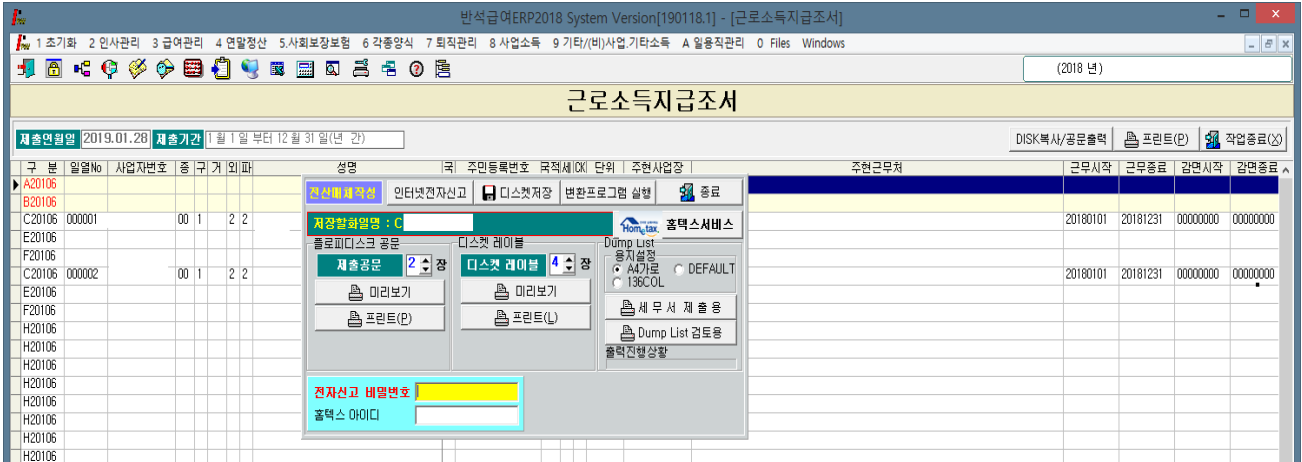 반석급여ERP2018 System Version[190118.1] - [근로소득지급조서]
1 초기화 2 인사관리 3 급여관리 4 연말정산 5.사회보장보험 6 각종양식 7 퇴직관리 8 사업소득 9 기타/(비)사업.기타소득 A 일용직관리 0 Files Windows
(2018 년)
근로소득지급조서
제출연월일 2019.01.28 제출기간 1 월 1 일 부터 12 월 31 일(년 간) DISK복사/공문출력 프린트(P) 작업종료(X)
구 분 일열No 사업자번호 종 구 거 외 파 성명 국 주민등록번호 국적 세 OK 단위 주현사업장 주현근무처 근무시작 근무종료 감면시작 감면종료
A20106
B20106
C20106 000001 00 1 2 2 20180101 20181231 00000000 00000000
E20106
F20106
C20106 000002 00 1 2 2 20180101 20181231 00000000 00000000
E20106
F20106
H20106
H20106
H20106
H20106
H20106
H20106
H20106
H20106
전산매체작성 인터넷전자신고 디스켓저장 변환프로그램 실행 종료
저장할화일명 : C
Hometax. 홈텍스서비스
플로피디스크 공문 디스켓 레이블 Dump List
제출공문 2 장 디스켓 레이블 4 장 용지설정
A4가로 DEFAULT
136COL
미리보기 미리보기 세 무 서 제 출 용
프린트(P) 프린트(L) Dump List 검토용
출력진행상황
전자신고 비밀번호
홈텍스 아이디